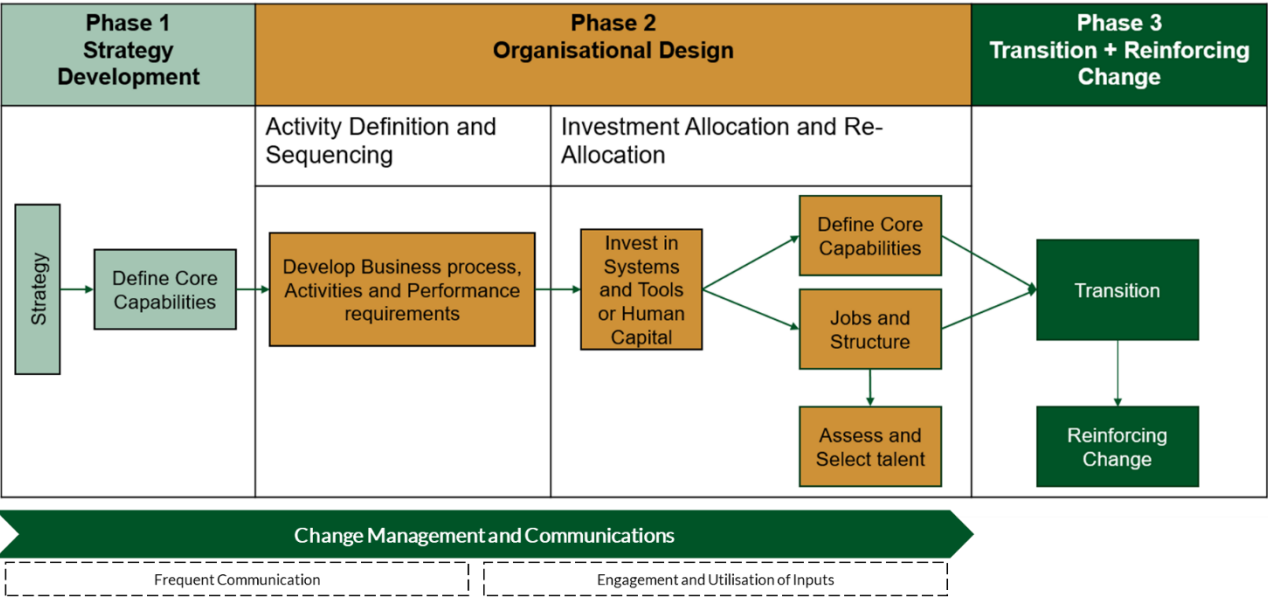 Phase 1
Strategy
Development
Phase 2
Organisational Design
Phase 3
Transition + Reinforcing
Change
Activity Definition and
Sequencing
Investment Allocation and Re-
Allocation
Strategy
Define Core
Capabilities
Develop Business process,
Activities and Performance
requirements
Invest in
Systems
and Tools
or Human
Capital
Define Core
Capabilities
Jobs and
Structure
Assess and
Select talent
Transition
Reinforcing
Change
Change Management and Communications
Frequent Communication
Engagement and Utilisation of Inputs